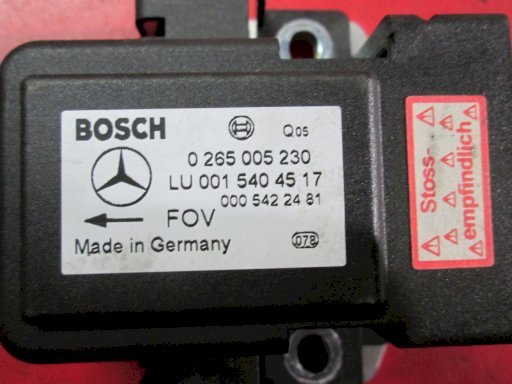 BOSCH
Q05
0 265 005 230
LU 001 540 45 17
000 542 24 81
FOV
Made in Germany
078
Stoss-
empfindlich